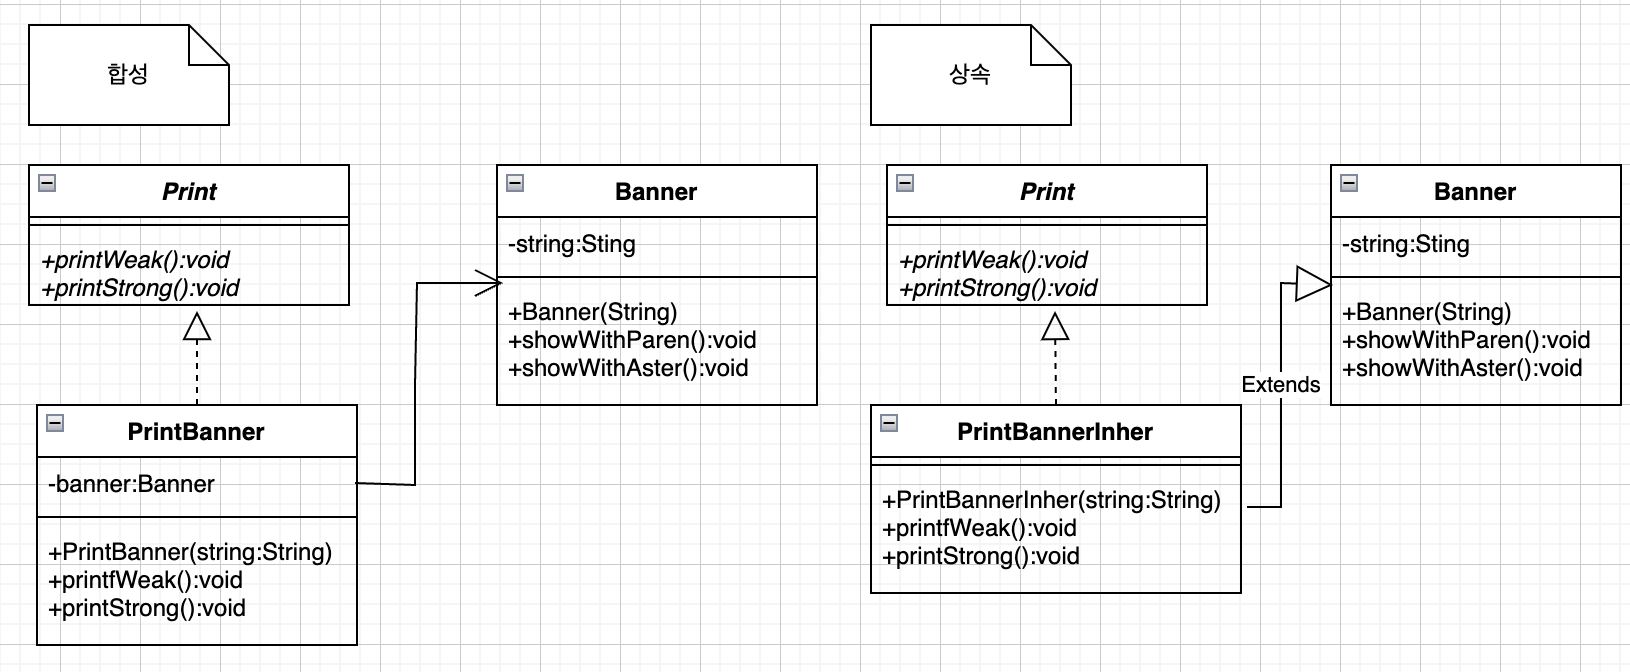 합성
Print
+printWeak():void
+printStrong():void
Banner
-string:Sting
+Banner(String)
+showWithParen():void
+showWithAster():void
PrintBanner
-banner:Banner
+PrintBanner(string:String)
+printfWeak():void
+printStrong():void
상속
Print
+printWeak():void
+printStrong():void
Banner
-string:Sting
+Banner(String)
+showWithParen():void
+showWithAster():void
Extends
PrintBannerInher
+PrintBannerInher(string:String)
+printfWeak():void
+printStrong():void